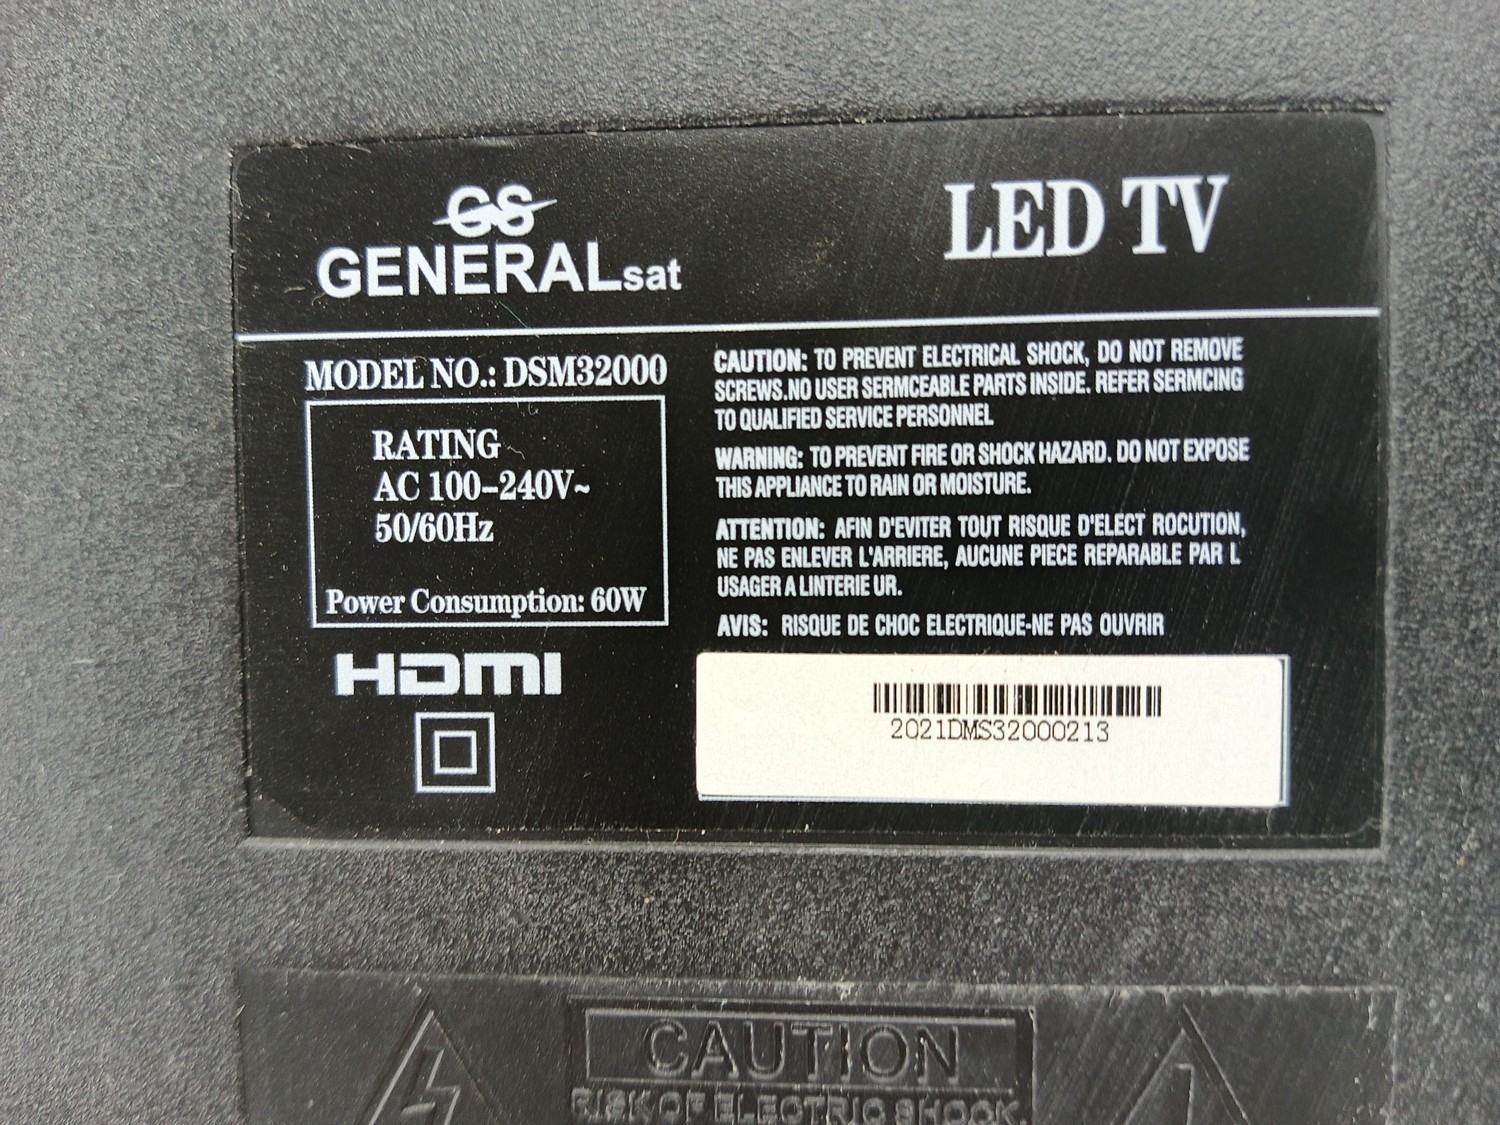 GS
GENERALsat
LED TV
MODEL NO.: DSM32000
RATING
AC 100-240V~
50/60Hz
Power Consumption: 60W
HDMI
CAUTION: TO PREVENT ELECTRICAL SHOCK, DO NOT REMOVE
SCREWS.NO USER SERMCEABLE PARTS INSIDE. REFER SERMCING
TO QUALIFIED SERVICE PERSONNEL
WARNING: TO PREVENT FIRE OR SHOCK HAZARD. DO NOT EXPOSE
THIS APPLIANCE TO RAIN OR MOISTURE.
ATTENTION: AFIN D'EVITER TOUT RISQUE D'ELECT ROCUTION,
NE PAS ENLEVER L'ARRIERE, AUCUNE PIECE REPARABLE PAR L
USAGER A LINTERIE UR.
AVIS: RISQUE DE CHOC ELECTRIQUE-NE PAS OUVRIR
2021DMS32000213
CAUTION
RISK OF ELECTRIC SHOCK